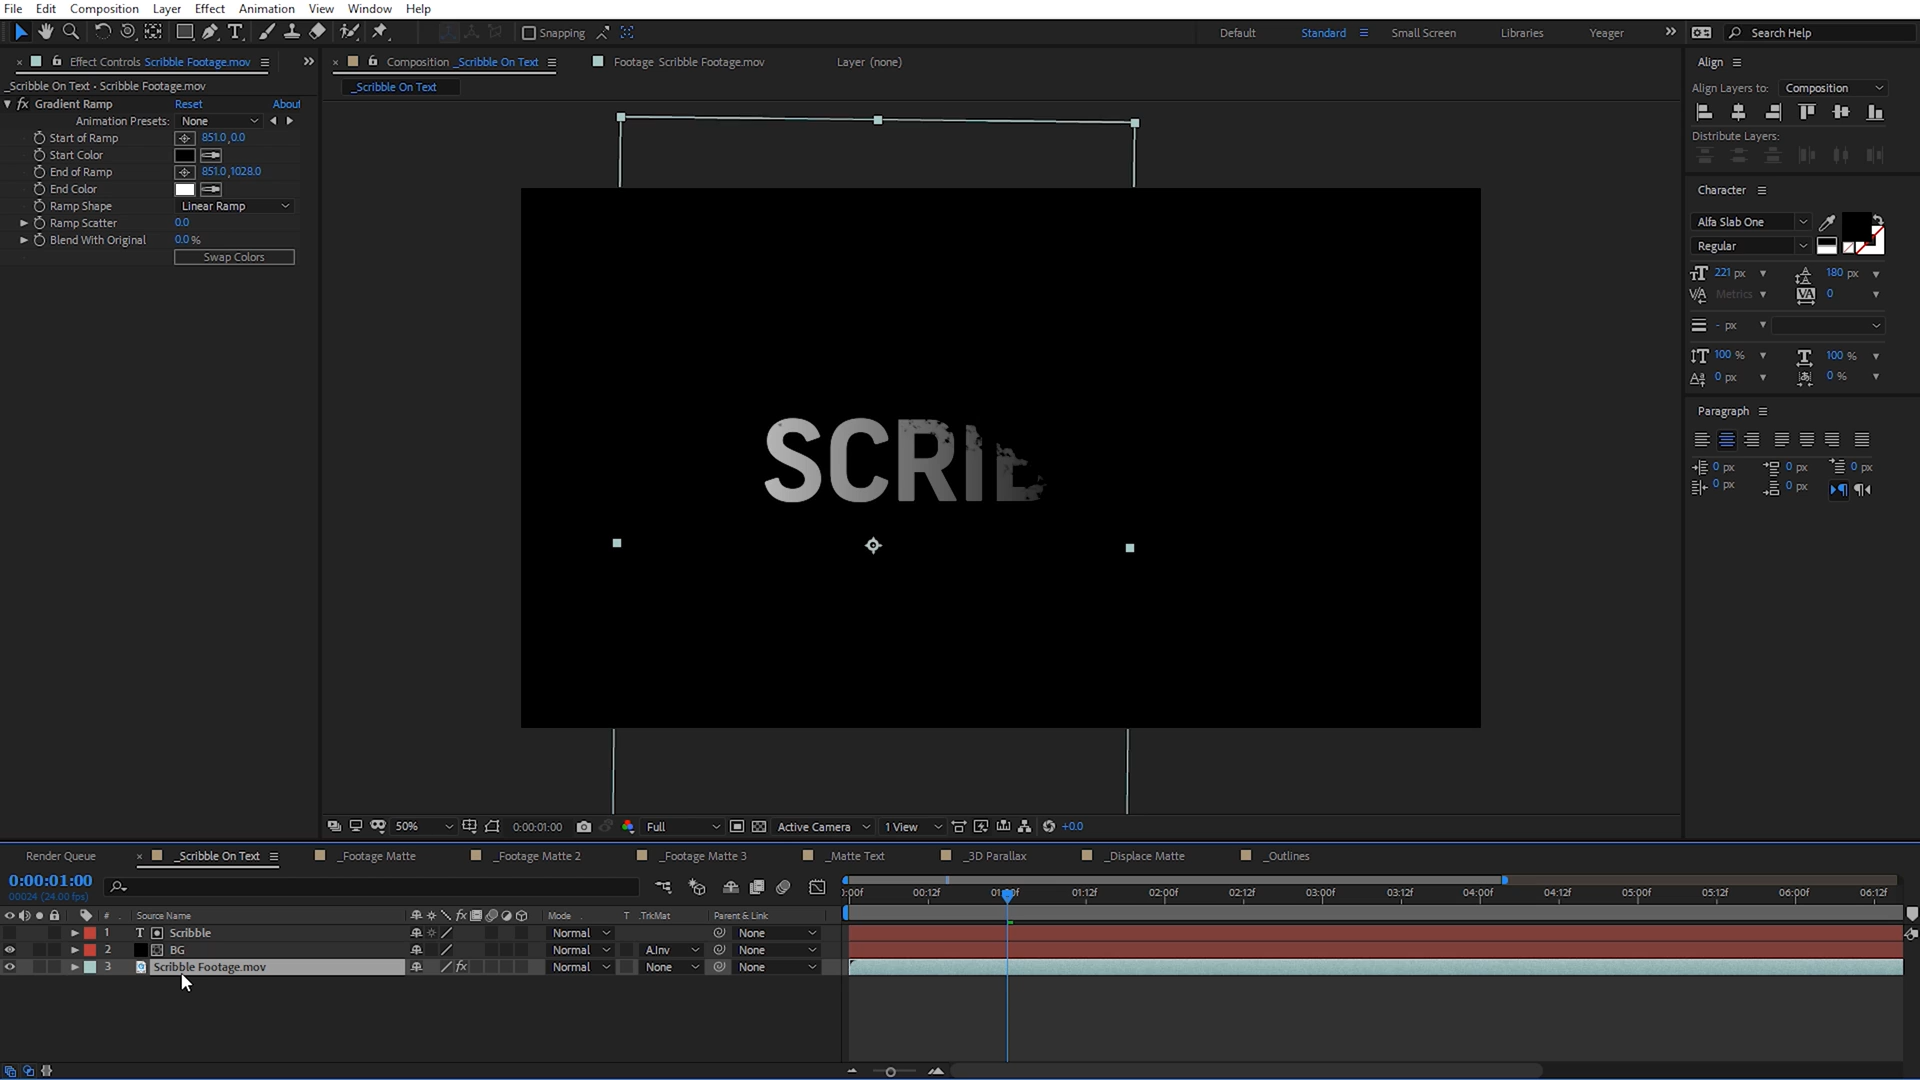 File Edit Composition Layer Effect Animation View Window Help
Snapping
Default Standard Small Screen Libraries Yeager Search Help
Effect Controls Scribble Footage.mov
Composition _Scribble On Text
Footage Scribble Footage.mov
Layer (none)
_Scribble On Text • Scribble Footage.mov
_Scribble On Text
fx Gradient Ramp Reset About
Animation Presets: None
Start of Ramp 851.0,0.0
Start Color
End of Ramp 851.0,1028.0
End Color
Ramp Shape Linear Ramp
Ramp Scatter 0.0
Blend With Original 0.0 %
Swap Colors
SCRIB
Align
Align Layers to: Composition
Distribute Layers:
Character
Alfa Slab One
Regular
221 px 180 px
Metrics 0
- px
100 % 100 %
0 px 0 %
Paragraph
0 px 0 px 0 px
0 px 0 px
50% 0:00:01:00 Full Active Camera 1 View +0.0
Render Queue _Scribble On Text _Footage Matte _Footage Matte 2 _Footage Matte 3 _Matte Text _3D Parallax _Displace Matte _Outlines
0:00:01:00
00024 (24.00 fps)
:00f 00:12f 01:00f 01:12f 02:00f 02:12f 03:00f 03:12f 04:00f 04:12f 05:00f 05:12f 06:00f 06:12f
# Source Name fx Mode T .TrkMat Parent & Link
1 T Scribble Normal None
2 BG Normal A.Inv None
3 Scribble Footage.mov fx Normal None None